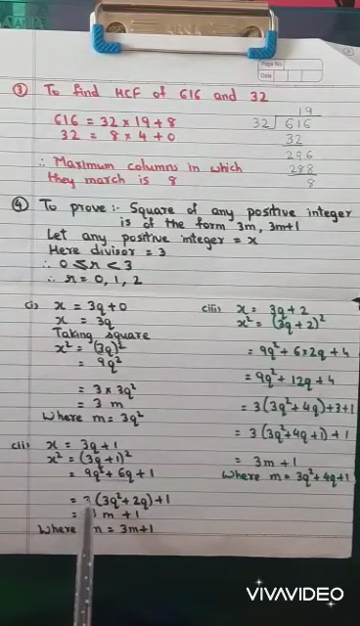 Page No.
Date
③ To find HCF of 616 and 32
616 = 32 × 19 + 8
32 = 8 × 4 + 0
∴ Maximum columns in which
they march is 8
19
32 ) 616
32
296
288
8
④ To prove :- Square of any positive integer
is of the form 3m, 3m+1
Let any positive integer = x
Here divisor = 3
∴ 0 ≤ r < 3
∴ r = 0, 1, 2
(i) x = 3q + 0
x = 3q
Taking square
x² = (3q)²
= 9q²
= 3 × 3q²
= 3 m
Where m = 3q²
(ii) x = 3q + 1
x² = (3q+1)²
= 9q² + 6q + 1
= 3 (3q² + 2q) + 1
= m + 1
Where = 3m+1
(iii) x = 3q + 2
x² = (3q+2)²
= 9q² + 6×2q + 4
= 9q² + 12q + 4
= 3(3q² + 4q) + 3 + 1
= 3 (3q² + 4q + 1) + 1
= 3m + 1
Where m = 3q² + 4q + 1
VIVAVIDEO